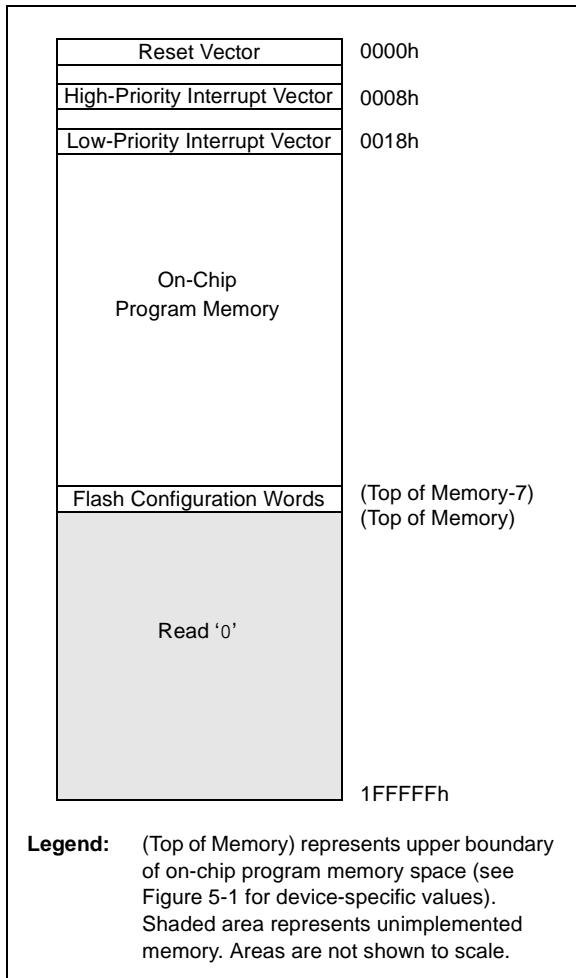 Reset Vector 0000h
High-Priority Interrupt Vector 0008h
Low-Priority Interrupt Vector 0018h
On-Chip
Program Memory
Flash Configuration Words
(Top of Memory-7)
(Top of Memory)
Read ‘0’
1FFFFFh
Legend: (Top of Memory) represents upper boundary
of on-chip program memory space (see
Figure 5-1 for device-specific values).
Shaded area represents unimplemented
memory. Areas are not shown to scale.